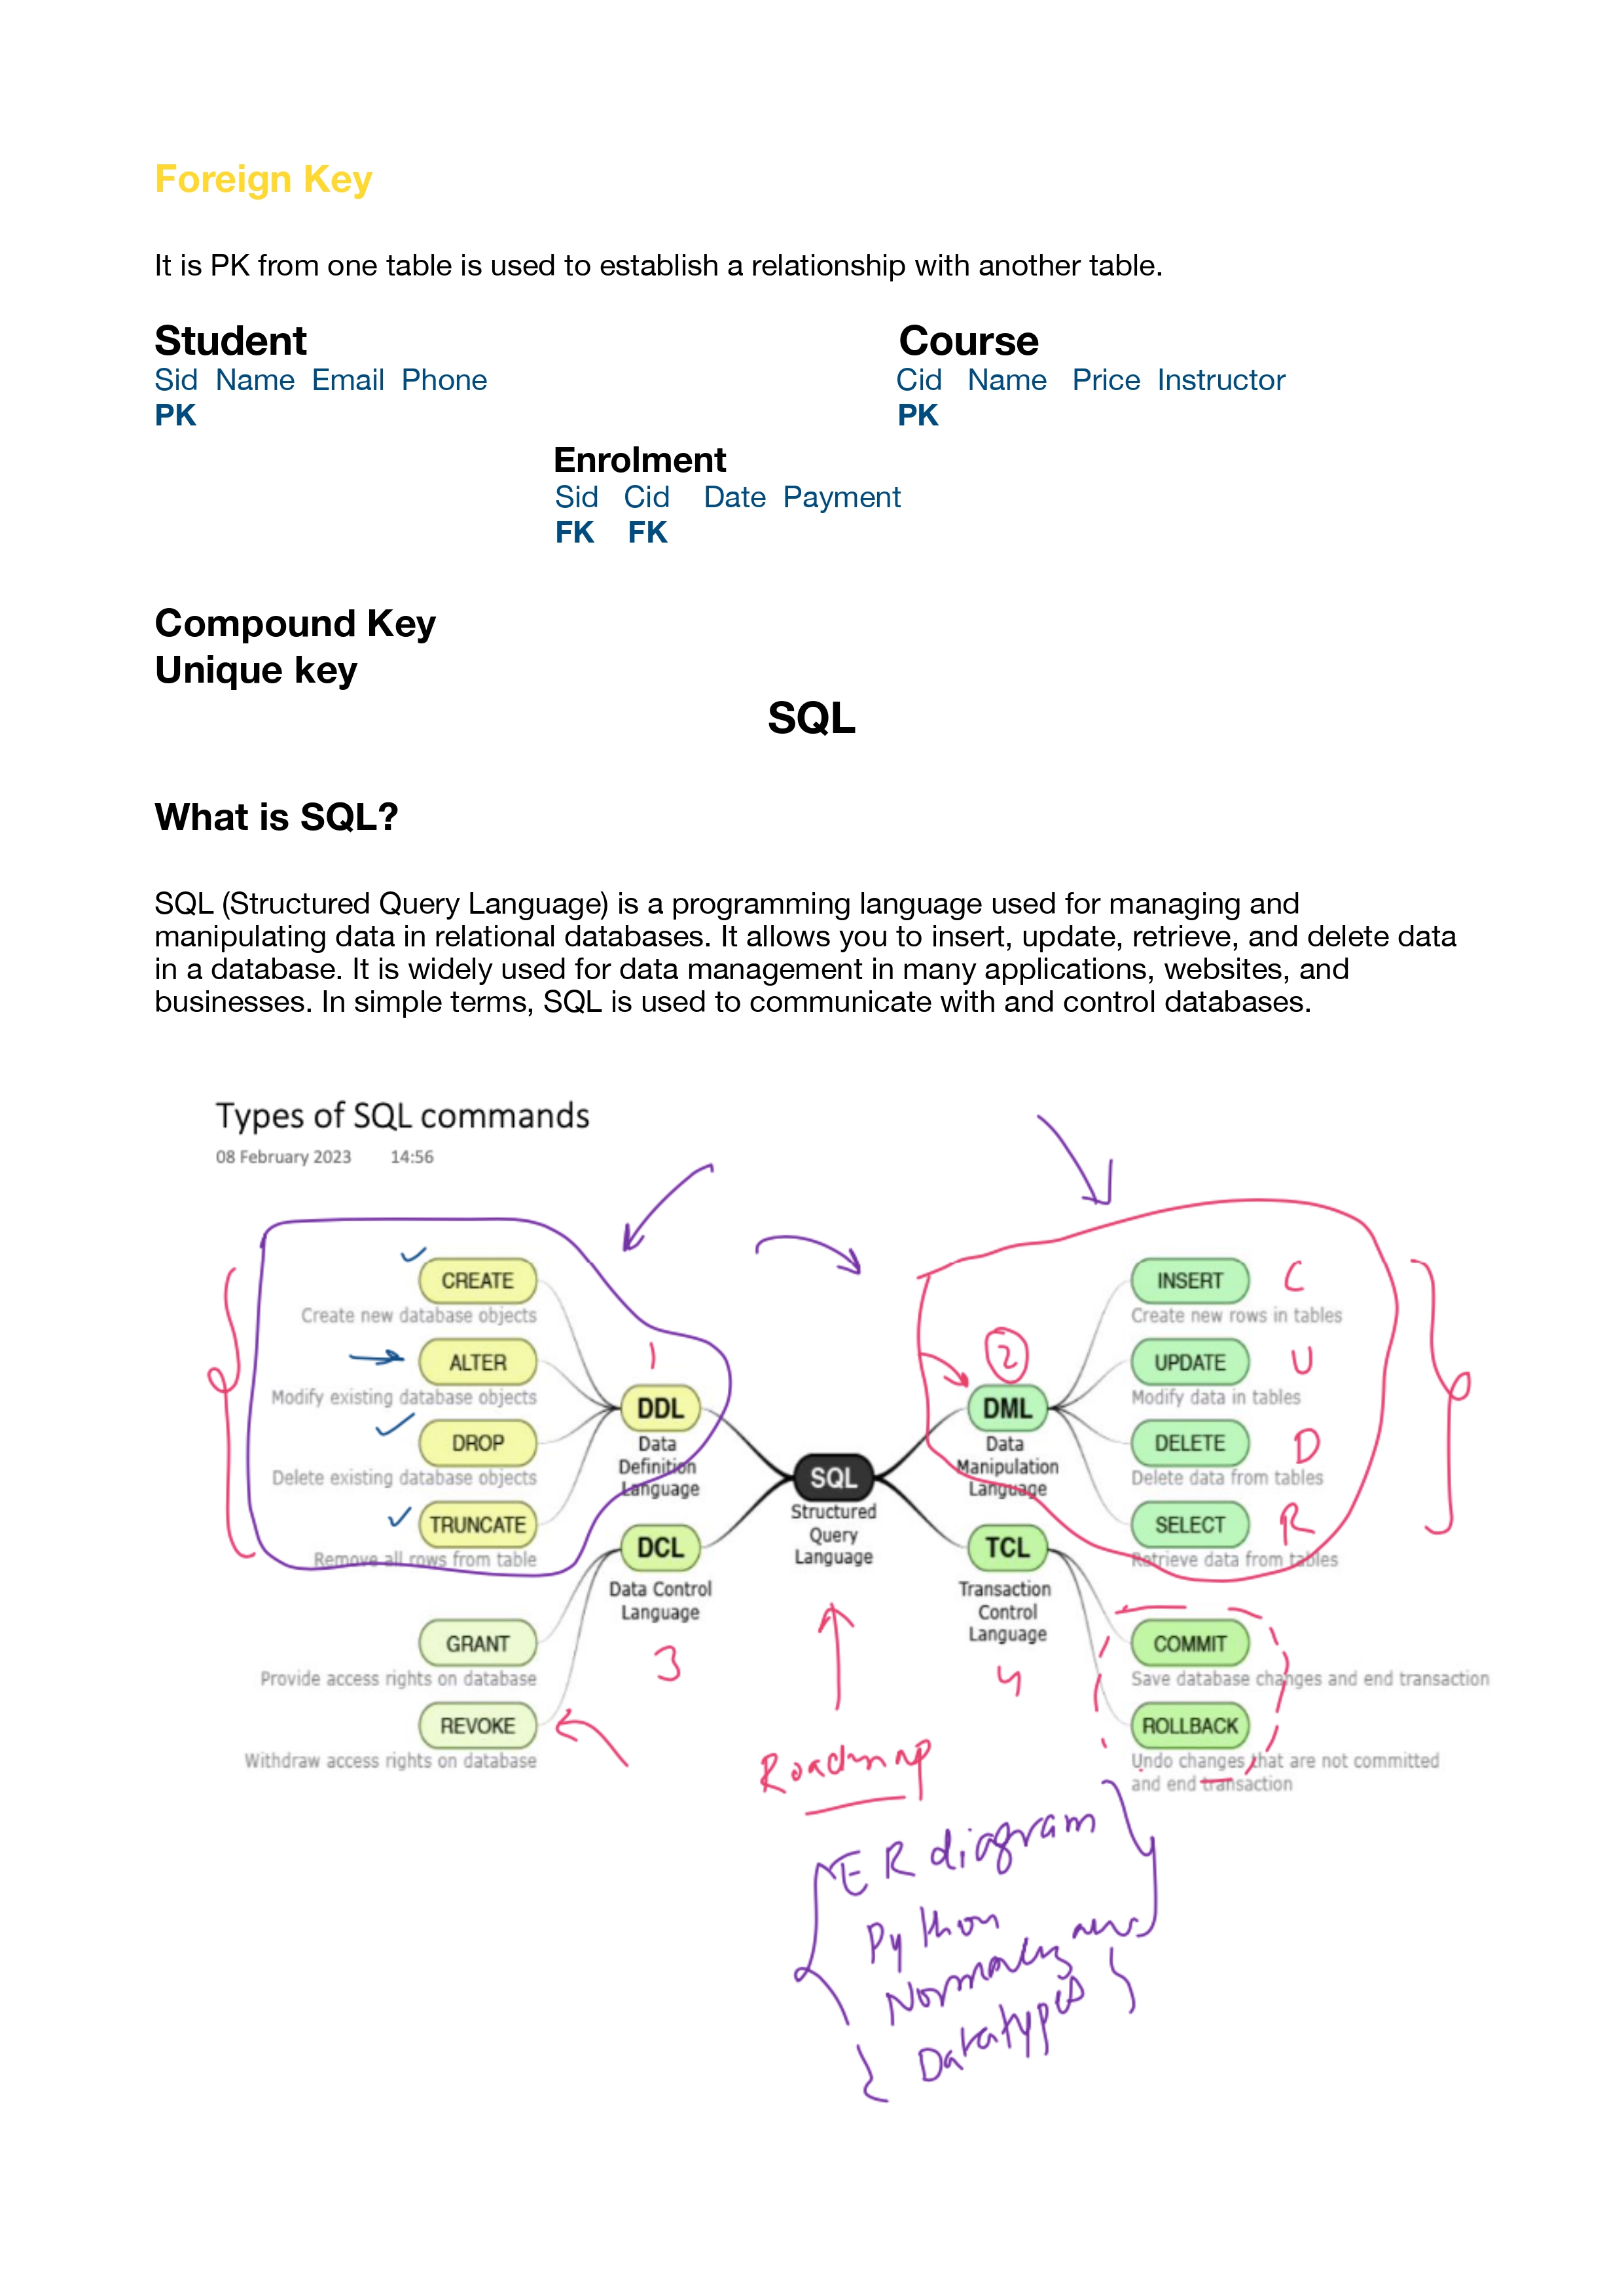 Foreign Key
It is PK from one table is used to establish a relationship with another table.
Student
Sid Name Email Phone
PK
Course
Cid Name Price Instructor
PK
Enrolment
Sid Cid Date Payment
FK FK
Compound Key
Unique key
SQL
What is SQL?
SQL (Structured Query Language) is a programming language used for managing and
manipulating data in relational databases. It allows you to insert, update, retrieve, and delete data
in a database. It is widely used for data management in many applications, websites, and
businesses. In simple terms, SQL is used to communicate with and control databases.
Types of SQL commands
08 February 2023 14:56
CREATE
Create new database objects
ALTER
Modify existing database objects
DROP
Delete existing database objects
TRUNCATE
Remove all rows from table
1
DDL
Data
Definition
Language
DCL
Data Control
Language
3
GRANT
Provide access rights on database
REVOKE
Withdraw access rights on database
SQL
Structured
Query
Language
2
DML
Data
Manipulation
Language
TCL
Transaction
Control
Language
4
INSERT C
Create new rows in tables
UPDATE U
Modify data in tables
DELETE D
Delete data from tables
SELECT R
Retrieve data from tables
COMMIT
Save database changes and end transaction
ROLLBACK
Undo changes that are not committed
and end transaction
Roadmap
ER diagram
Python
Datatypes